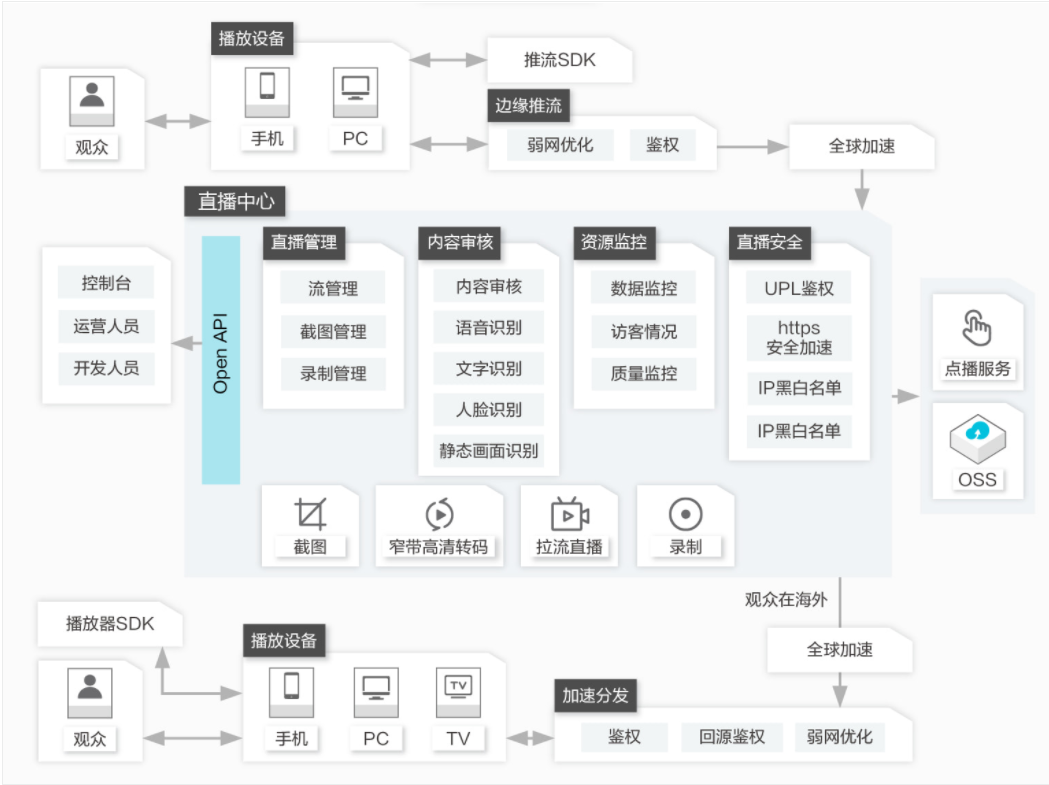 播放设备
推流SDK
观众
手机
PC
边缘推流
弱网优化
鉴权
全球加速
直播中心
控制台
运营人员
开发人员
Open API
直播管理
流管理
截图管理
录制管理
内容审核
内容审核
语音识别
文字识别
人脸识别
静态画面识别
资源监控
数据监控
访客情况
质量监控
直播安全
UPL鉴权
https
安全加速
IP黑白名单
IP黑白名单
点播服务
OSS
截图
窄带高清转码
拉流直播
录制
观众在海外
播放器SDK
播放设备
全球加速
观众
手机
PC
TV
TV
加速分发
鉴权
回源鉴权
弱网优化